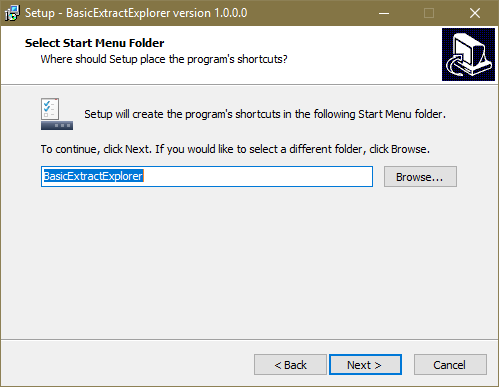 Setup - BasicExtractExplorer version 1.0.0.0
Select Start Menu Folder
Where should Setup place the program's shortcuts?
Setup will create the program's shortcuts in the following Start Menu folder.
To continue, click Next. If you would like to select a different folder, click Browse.
BasicExtractExplorer
Browse...
< Back
Next >
Cancel